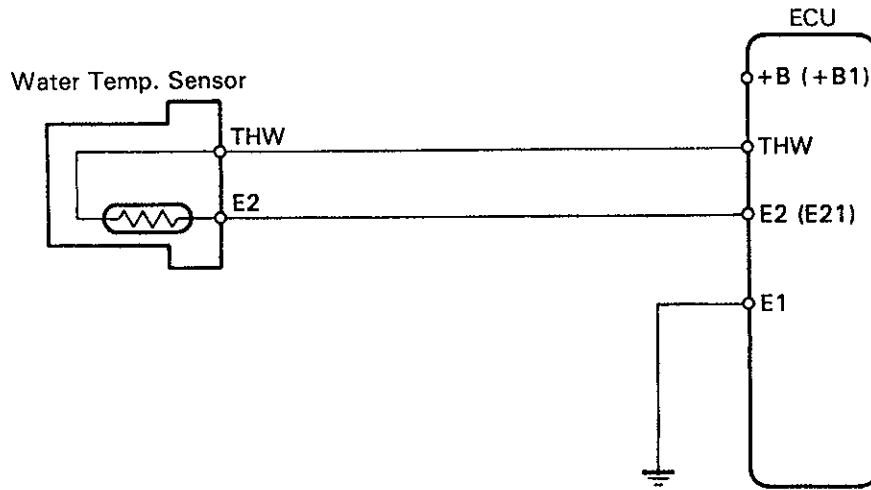 ECU
+B (+B1)
Water Temp. Sensor
THW
THW
E2
E2 (E21)
E1